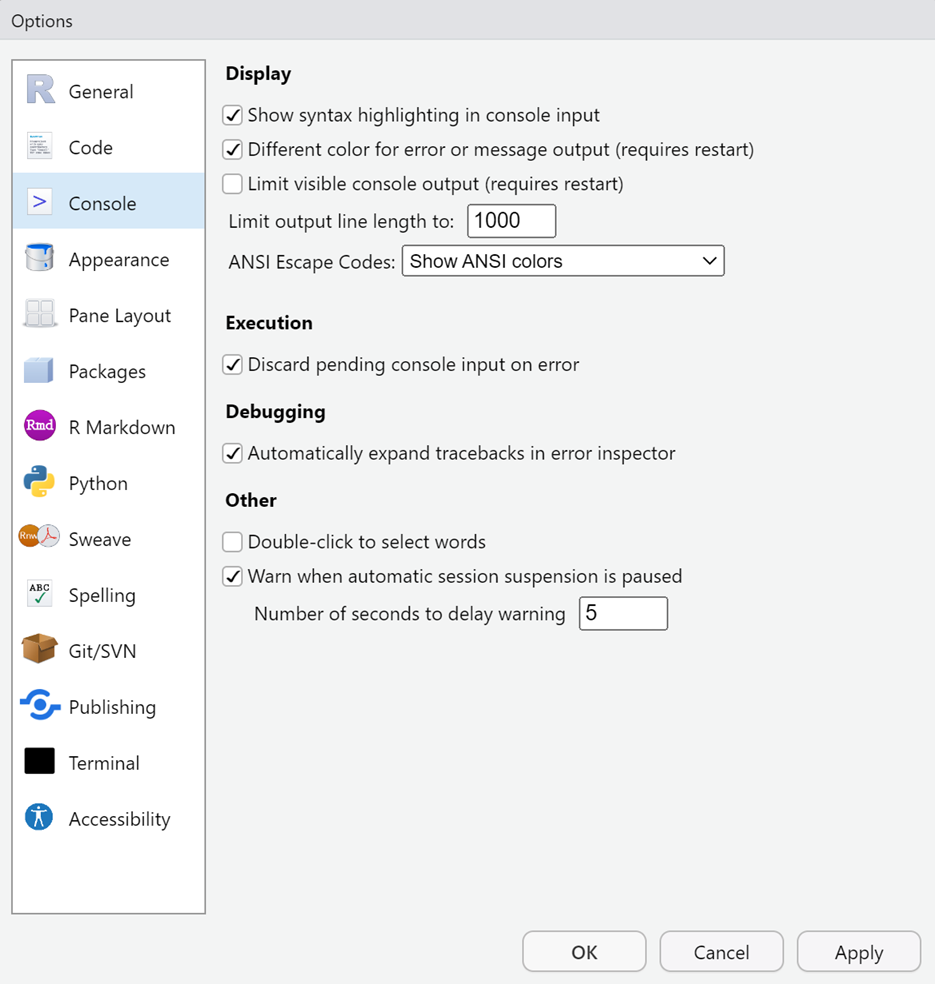 Options
General
Code
Console
Appearance
Pane Layout
Packages
Rmd R Markdown
Python
Rnw Sweave
ABC Spelling
Git/SVN
Publishing
Terminal
Accessibility
Display
Show syntax highlighting in console input
Different color for error or message output (requires restart)
Limit visible console output (requires restart)
Limit output line length to: 1000
ANSI Escape Codes: Show ANSI colors
Execution
Discard pending console input on error
Debugging
Automatically expand tracebacks in error inspector
Other
Double-click to select words
Warn when automatic session suspension is paused
Number of seconds to delay warning 5
OK Cancel Apply